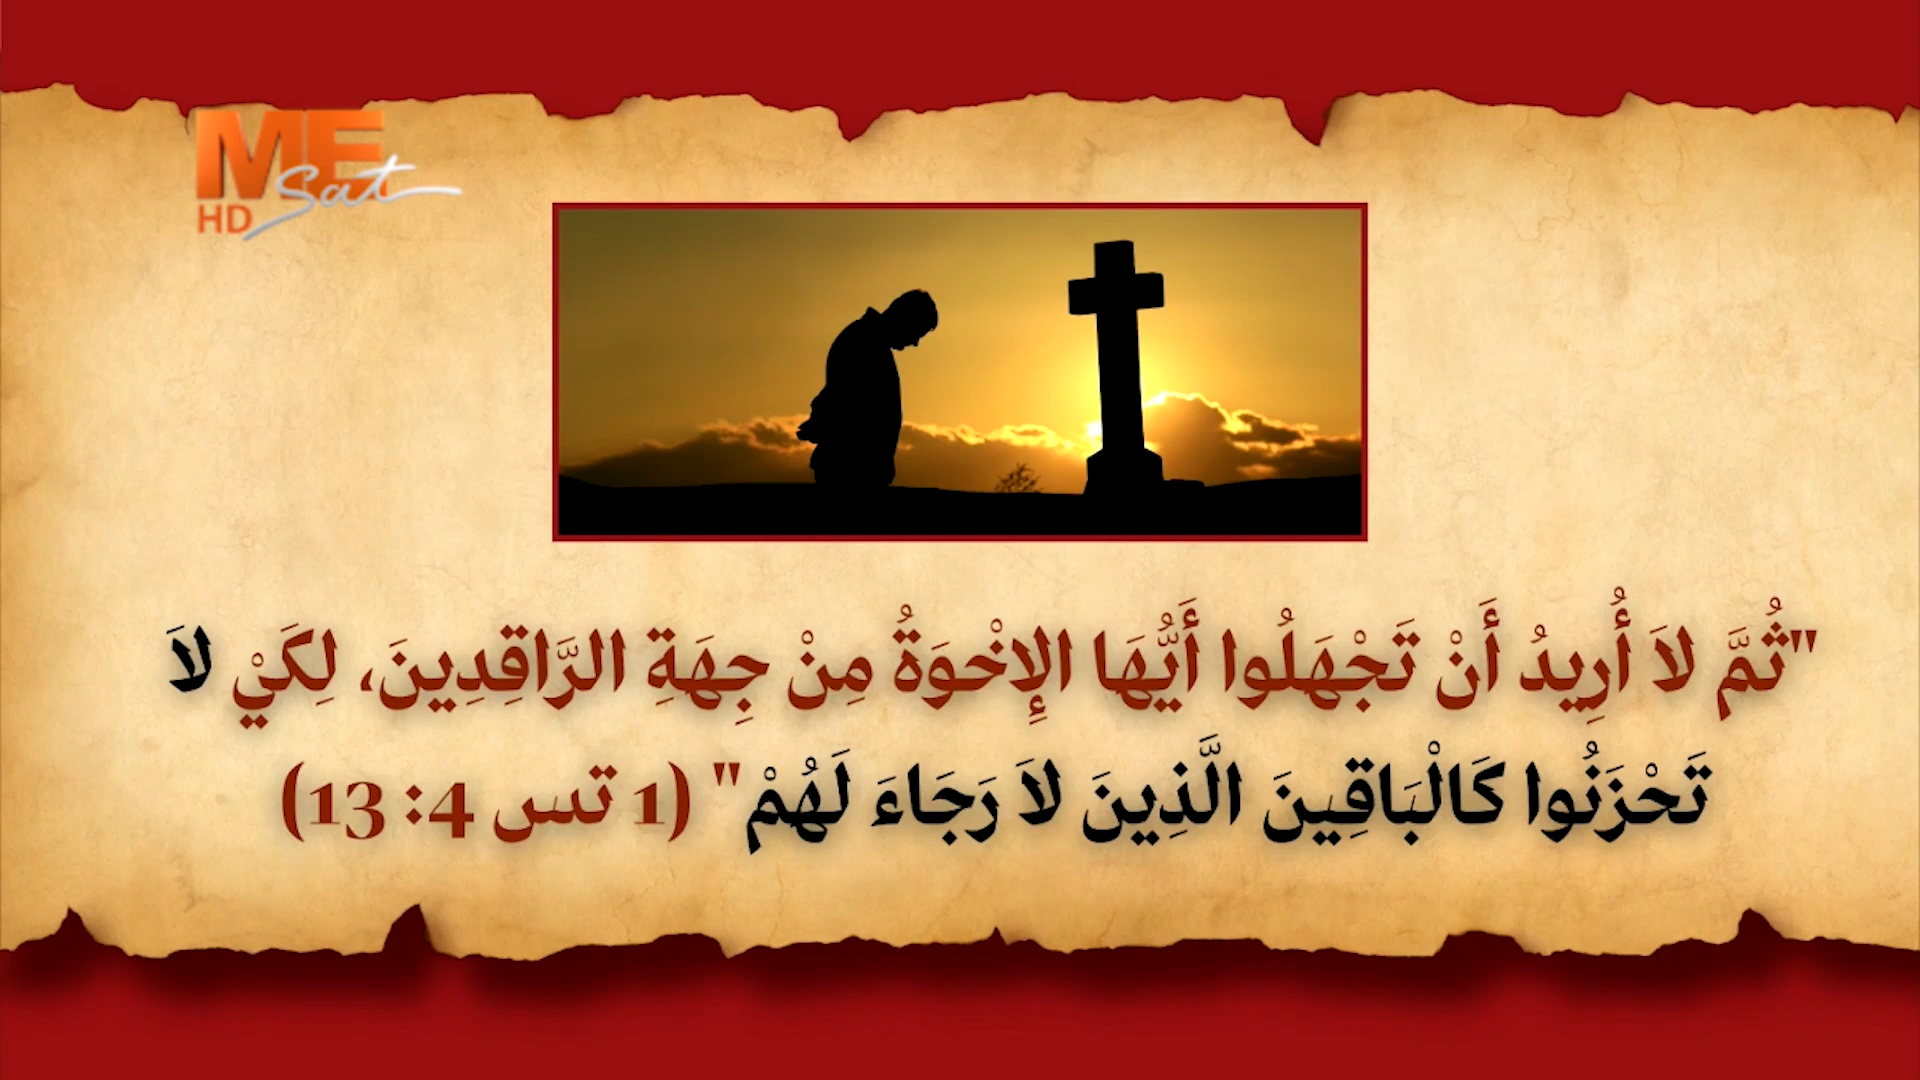 ME
Sat
HD
"ثُمَّ لاَ أُرِيدُ أَنْ تَجْهَلُوا أَيُّهَا الإِخْوَةُ مِنْ جِهَةِ الرَّاقِدِينَ، لِكَيْ لاَ
تَحْزَنُوا كَالْبَاقِينَ الَّذِينَ لاَ رَجَاءَ لَهُمْ" (1 تس 4: 13)